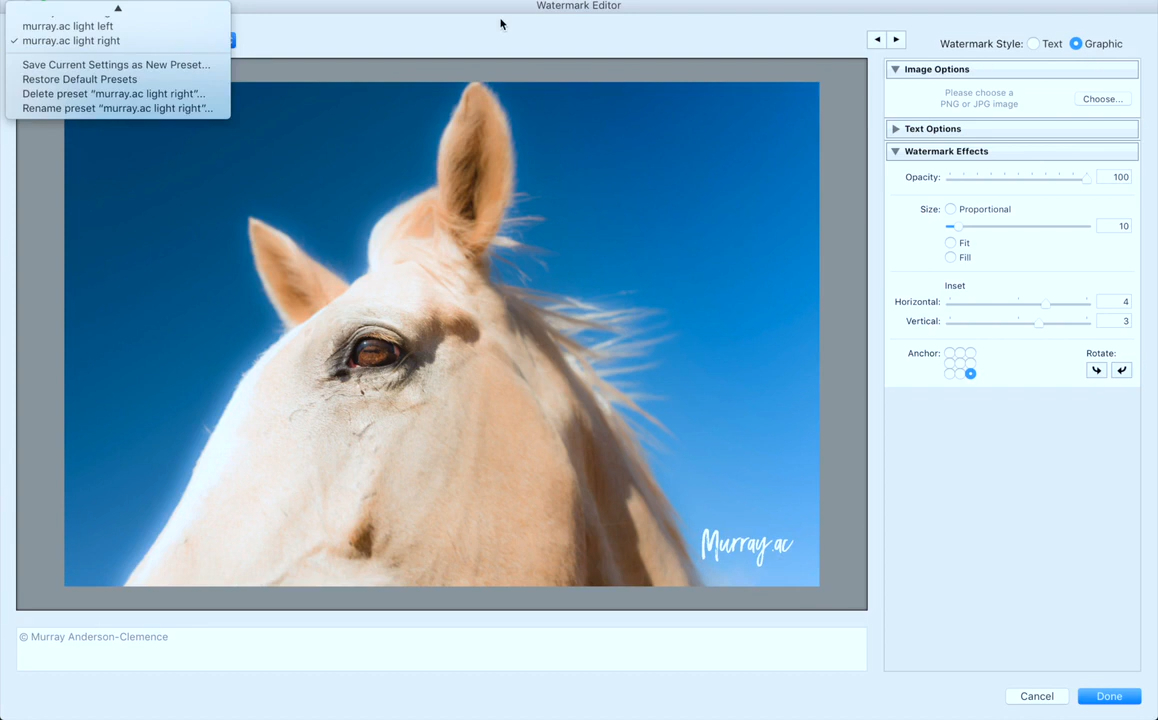 Watermark Editor
murray.ac light left
✓ murray.ac light right
Save Current Settings as New Preset...
Restore Default Presets
Delete preset “murray.ac light right”...
Rename preset “murray.ac light right”...
Watermark Style: Text Graphic
Image Options
Please choose a
PNG or JPG image
Choose...
Text Options
Watermark Effects
Opacity: 100
Size: Proportional
10
Fit
Fill
Inset
Horizontal: 4
Vertical: 3
Anchor: Rotate:
Murray.ac
© Murray Anderson-Clemence
Cancel Done